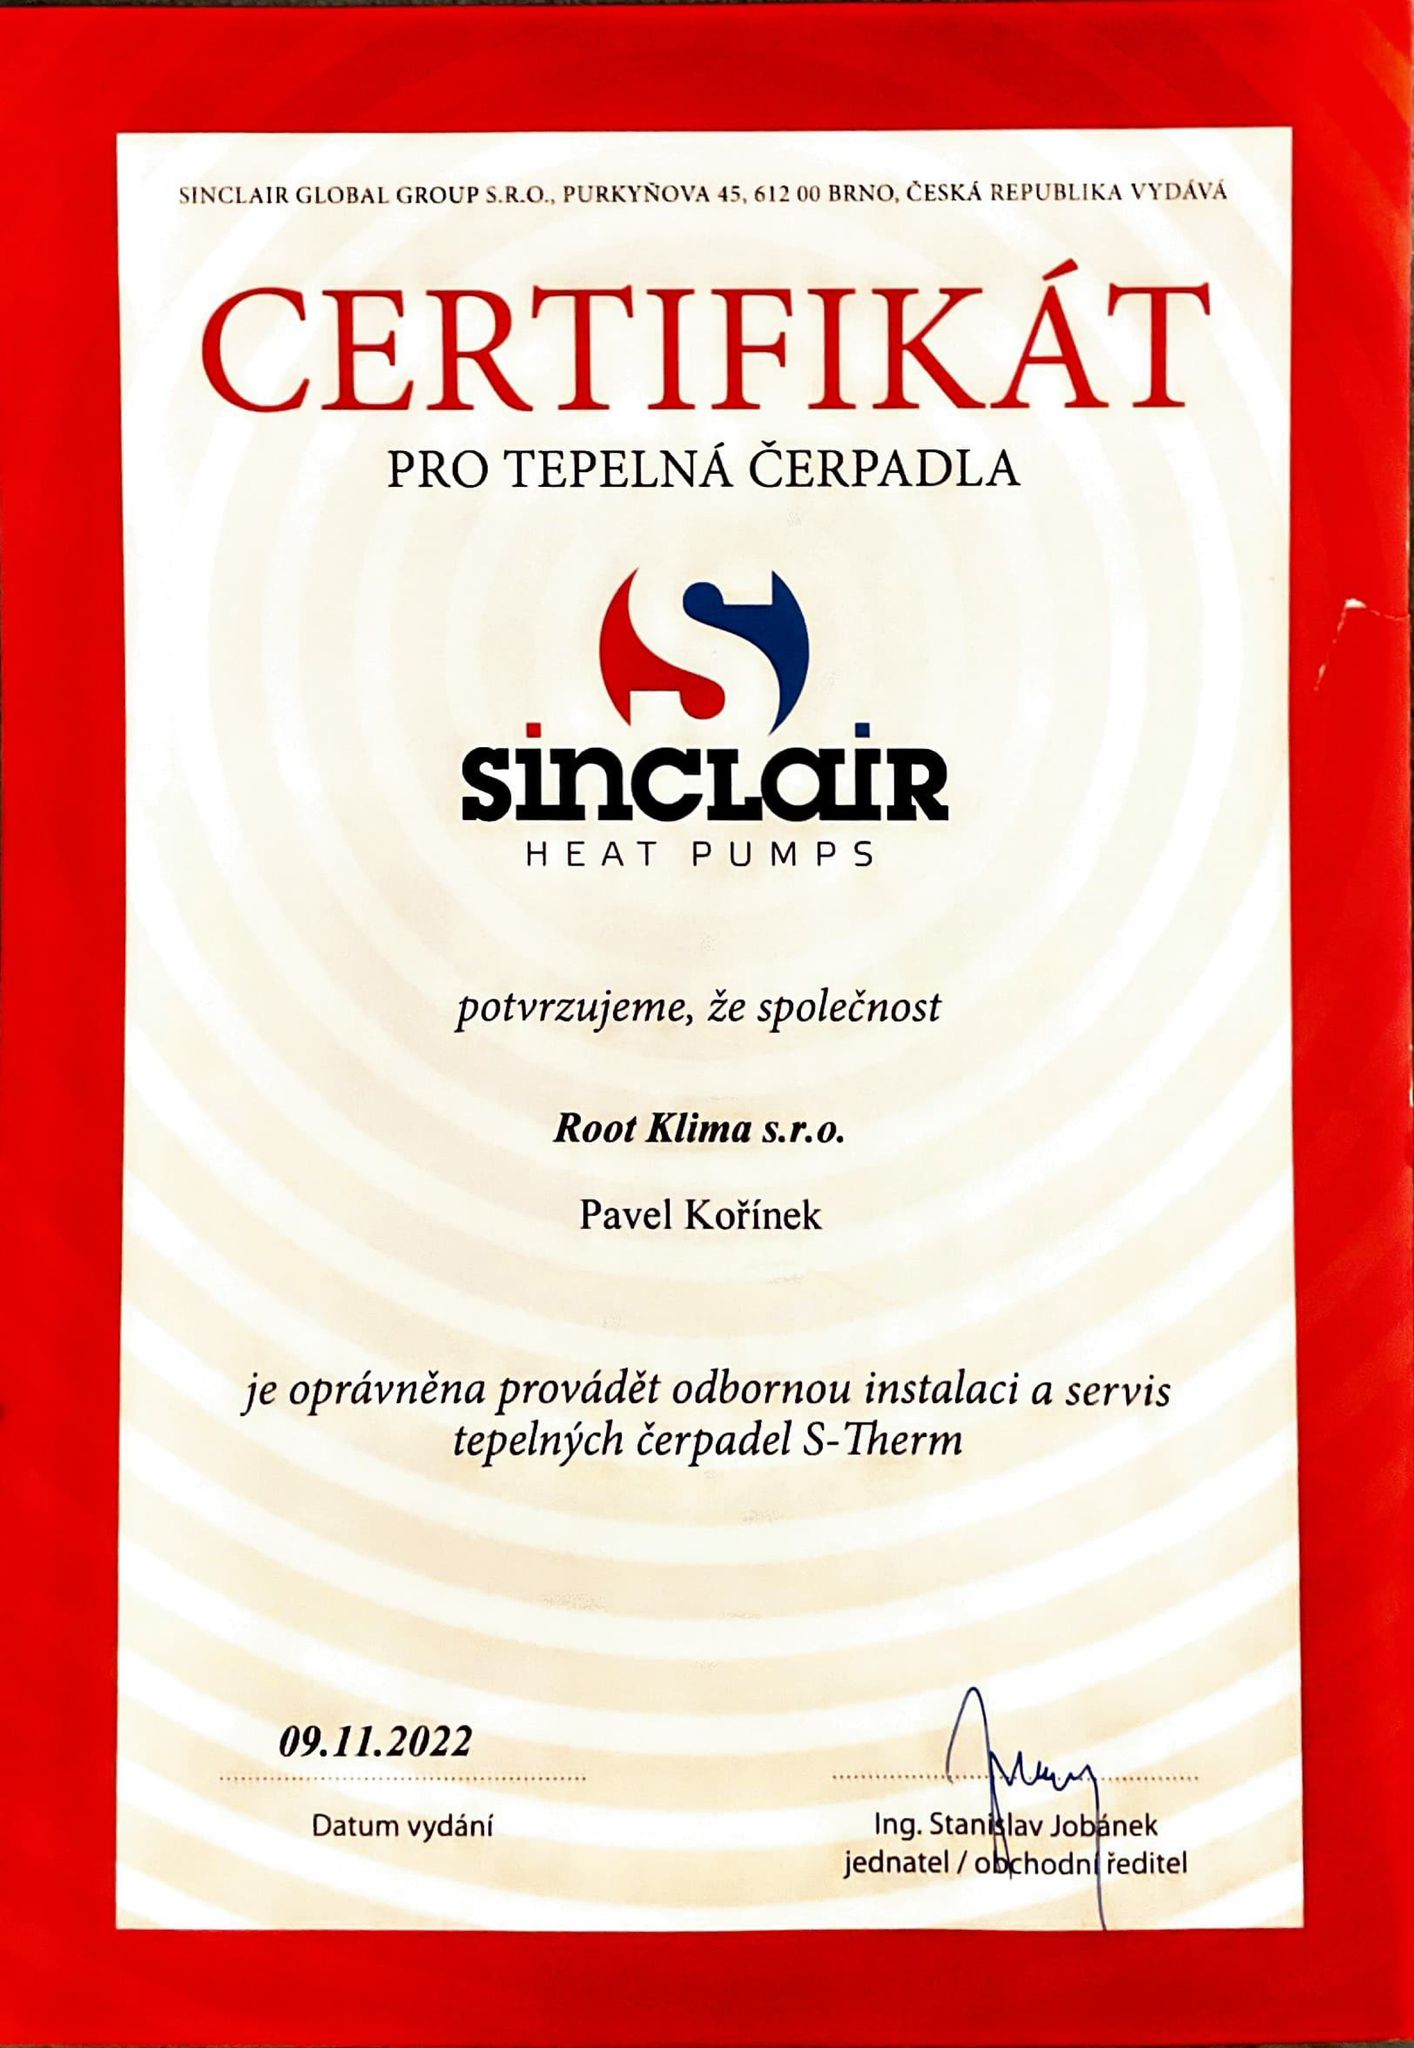 SINCLAIR GLOBAL GROUP S.R.O., PURKYŇOVA 45, 612 00 BRNO, ČESKÁ REPUBLIKA VYDÁVÁ
CERTIFIKÁT
PRO TEPELNÁ ČERPADLA
SINCLAIR
HEAT PUMPS
potvrzujeme, že společnost
Root Klima s.r.o.
Pavel Kořínek
je oprávněna provádět odbornou instalaci a servis
tepelných čerpadel S-Therm
09.11.2022
Datum vydání
Ing. Stanislav Jobánek
jednatel / obchodní ředitel